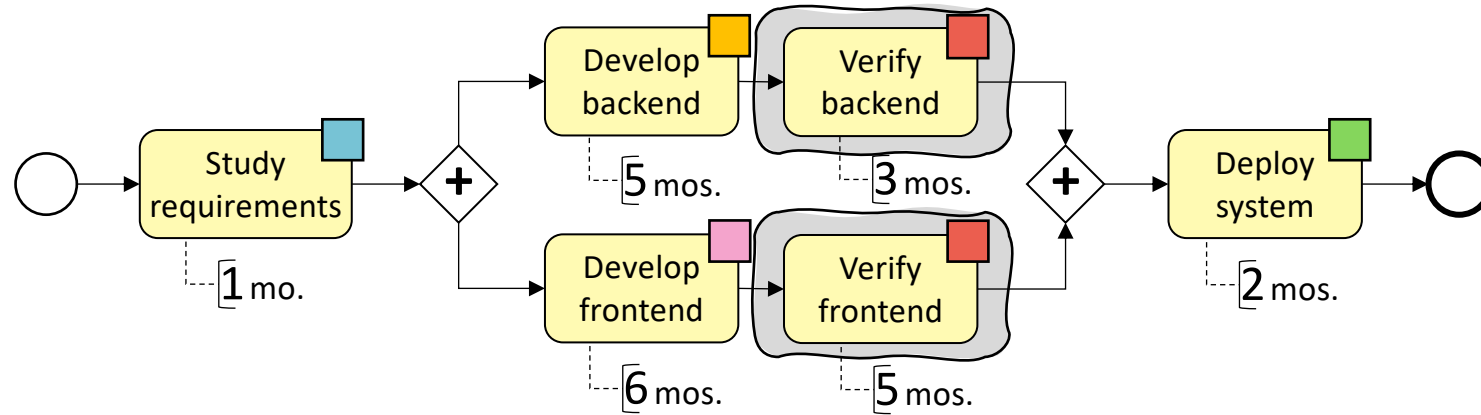 Study
requirements
1 mo.
+
Develop
backend
5 mos.
Verify
backend
3 mos.
Develop
frontend
6 mos.
Verify
frontend
5 mos.
+
Deploy
system
2 mos.